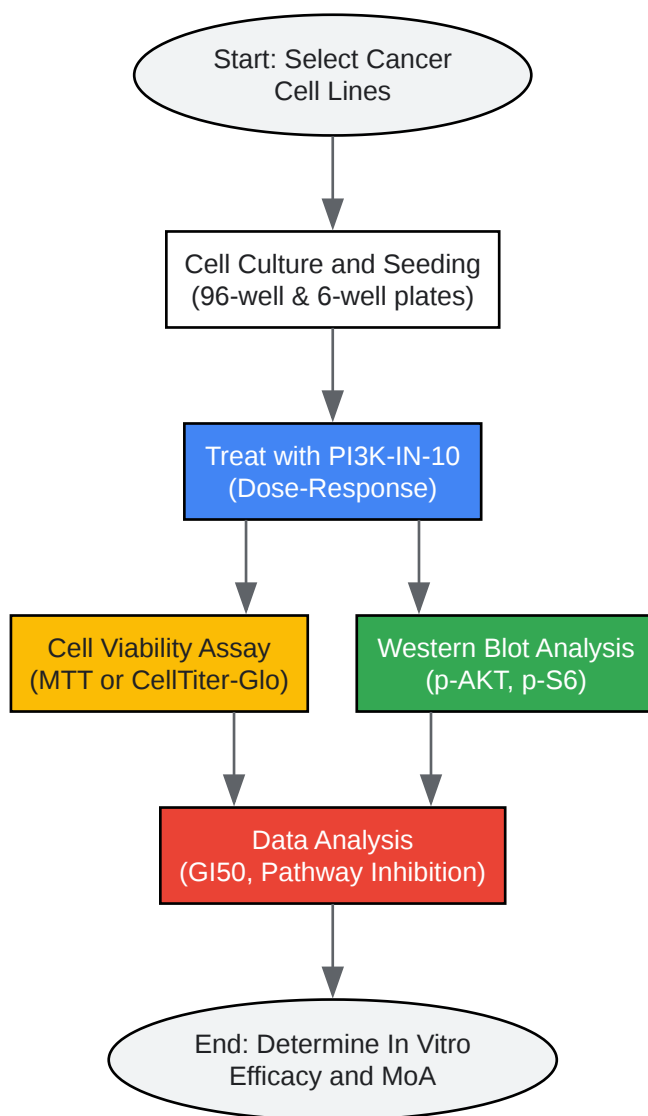 Start: Select Cancer
Cell Lines
Cell Culture and Seeding
(96-well & 6-well plates)
Treat with PI3K-IN-10
(Dose-Response)
Cell Viability Assay
(MTT or CellTiter-Glo)
Western Blot Analysis
(p-AKT, p-S6)
Data Analysis
(GI50, Pathway Inhibition)
End: Determine In Vitro
Efficacy and MoA